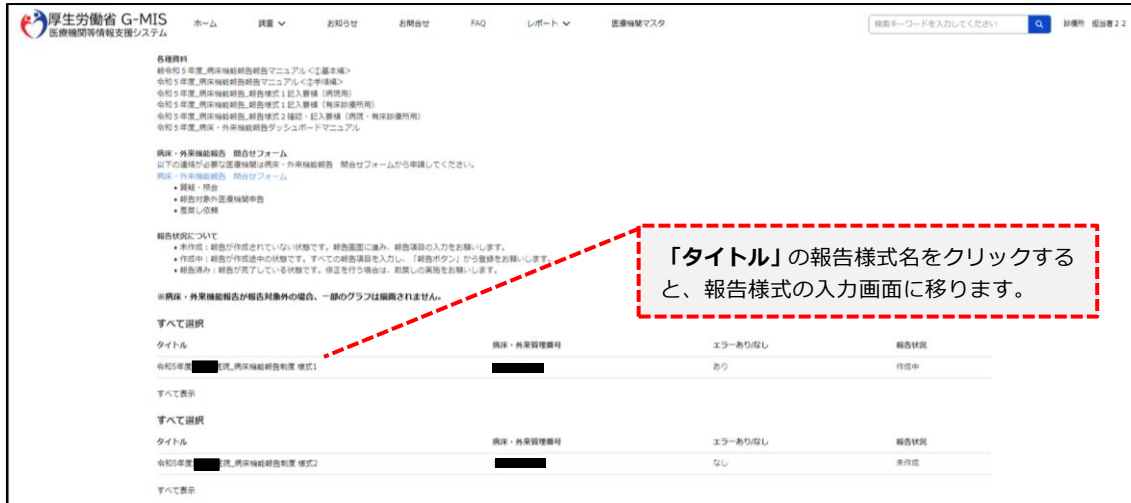 厚生労働省 G-MIS
医療機関等情報支援システム
ホーム
調査
お知らせ
お問合せ
FAQ
レポート
医療機関マスタ
検索キーワードを入力してください
診療所 担当者22
各種資料
令和5年度_病床機能報告報告マニュアル<①基本編>
令和5年度_病床機能報告報告マニュアル<②手順編>
令和5年度_病床機能報告_報告様式1記入要領(病院用)
令和5年度_病床機能報告_報告様式1記入要領(有床診療所用)
令和5年度_病床機能報告_報告様式2確認・記入要領(病院・有床診療所用)
令和5年度_病床・外来機能報告ダッシュボードマニュアル
病床・外来機能報告 問合せフォーム
以下の連絡が必要な医療機関は病床・外来機能報告 問合せフォームから申請してください。
病床・外来機能報告 問合せフォーム
• 質疑・照会
• 報告対象外医療機関申告
• 差戻し依頼
報告状況について
• 未作成：報告が作成されていない状態です。報告画面に進み、報告項目の入力をお願いします。
• 作成中：報告が作成途中の状態です。すべての報告項目を入力し、「報告ボタン」から登録をお願いします。
• 報告済み：報告が完了している状態です。修正を行う場合は、取戻しの実施をお願いします。
「タイトル」の報告様式名をクリックする
と、報告様式の入力画面に移ります。
※病床・外来機能報告が報告対象外の場合、一部のグラフは描画されません。
すべて選択
タイトル 病床・外来管理番号 エラーあり/なし 報告状況
令和5年度 医院_病床機能報告制度 様式1 あり 作成中
すべて表示
すべて選択
タイトル 病床・外来管理番号 エラーあり/なし 報告状況
令和5年度 医院_病床機能報告制度 様式2 なし 未作成
すべて表示